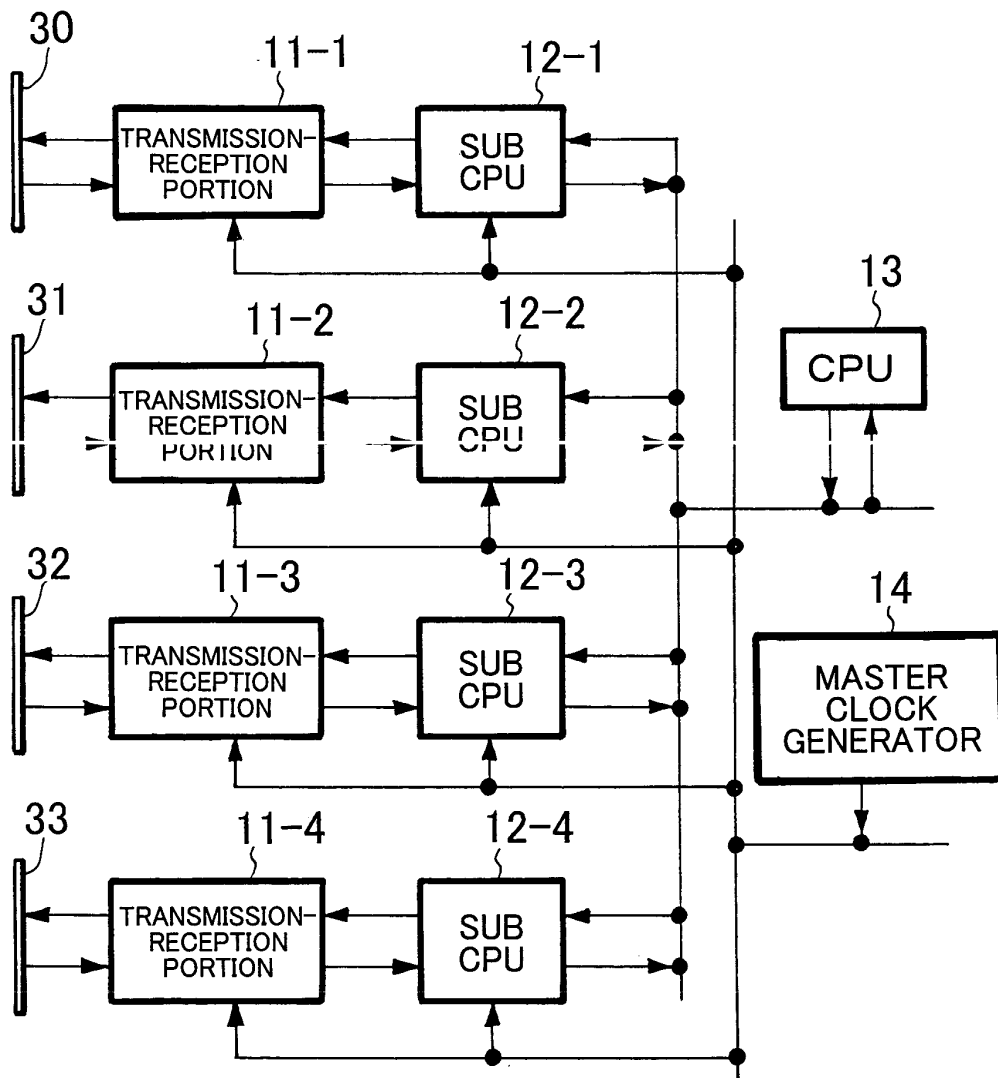 30
11-1
12-1
TRANSMISSION-
RECEPTION
PORTION
SUB
CPU
31
11-2
12-2
13
TRANSMISSION-
RECEPTION
PORTION
SUB
CPU
CPU
32
11-3
12-3
14
TRANSMISSION-
RECEPTION
PORTION
SUB
CPU
MASTER
CLOCK
GENERATOR
33
11-4
12-4
TRANSMISSION-
RECEPTION
PORTION
SUB
CPU